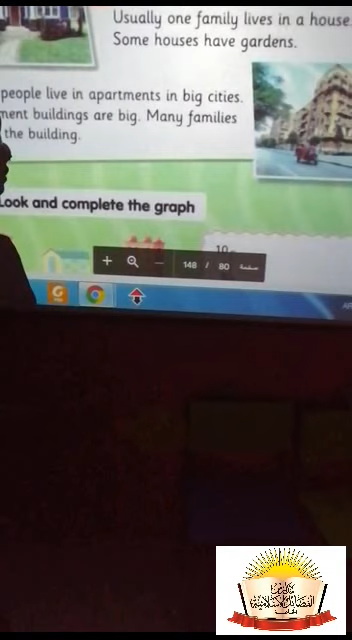 Usually one family lives in a house.
Some houses have gardens.
people live in apartments in big cities.
ment buildings are big. Many families
the building.
Look and complete the graph
10
148 / 80 صفحة